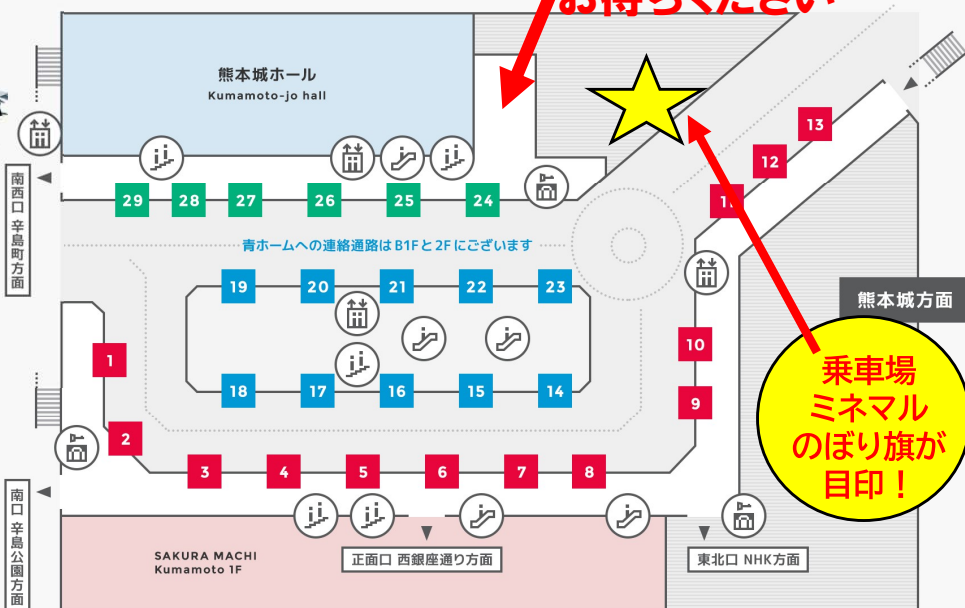 お待ちください
熊本城ホール
Kumamoto-jo hall
13
12
11
29
28
27
26
25
24
南西口 辛島町方面
青ホームへの連絡通路はB1Fと2Fにございます
19
20
21
22
23
熊本城方面
1
10
18
17
16
15
14
9
2
乗車場
ミネマル
のぼり旗が
目印！
3
4
5
6
7
8
南口 辛島公園方面
SAKURA MACHI
Kumamoto 1F
正面口 西銀座通り方面
東北口 NHK方面